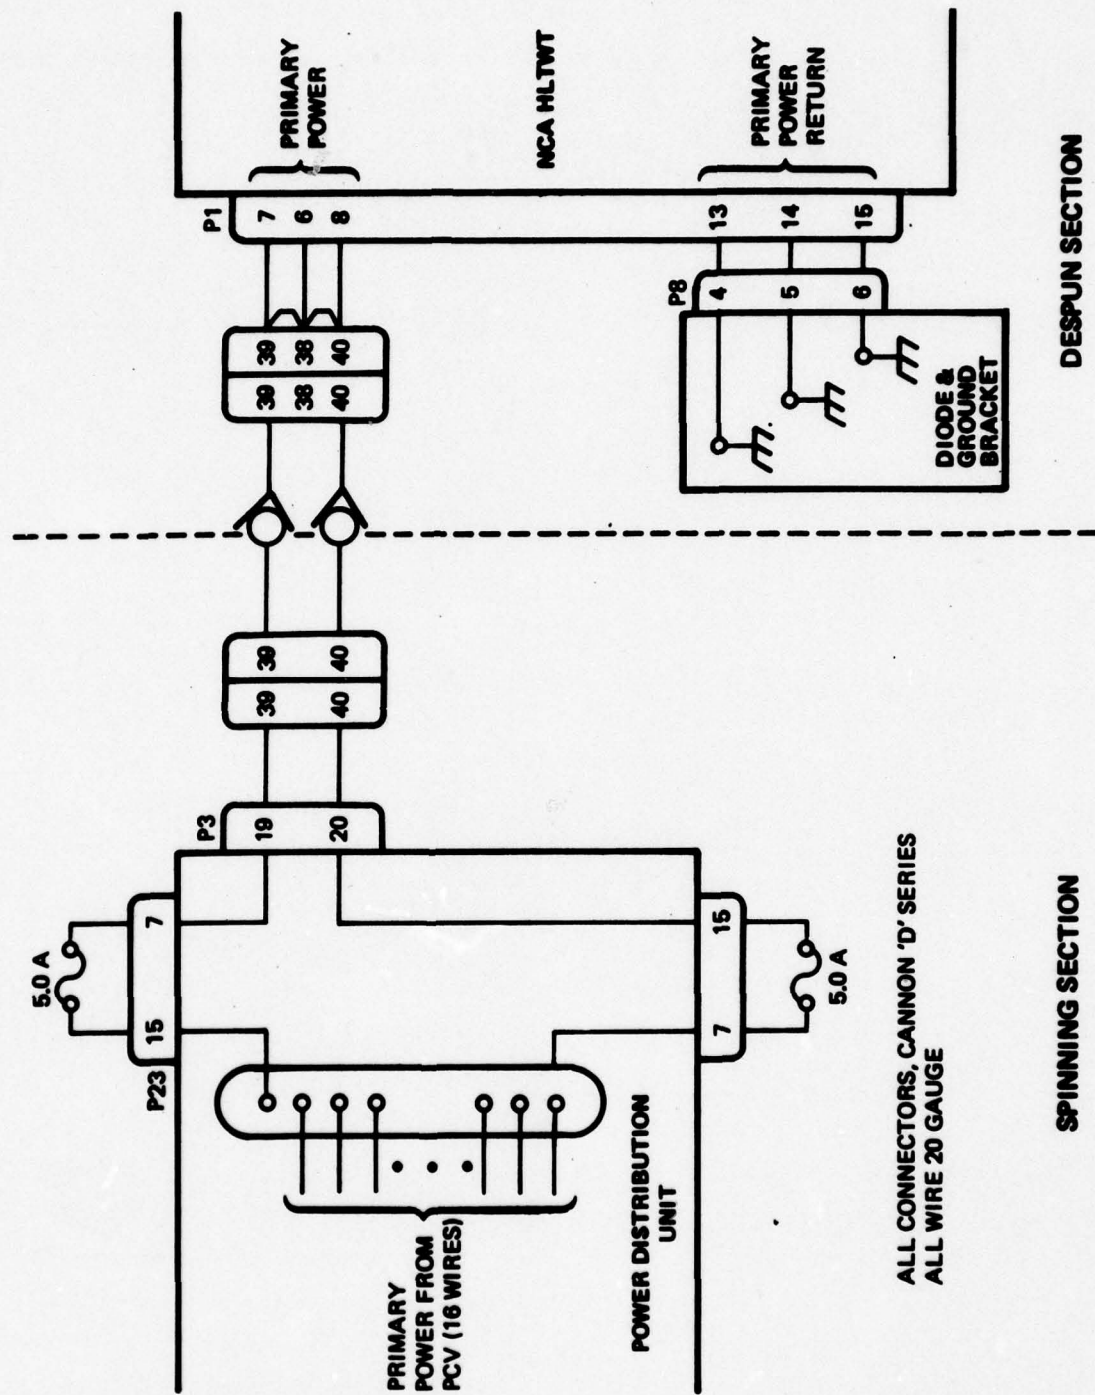 5.0 A
P23
15
7
PRIMARY
POWER FROM
PCV (16 WIRES)
POWER DISTRIBUTION
UNIT
7
15
5.0 A
P3
19
20
39
39
40
40
39
39
38
38
40
40
P1
7
6
8
PRIMARY
POWER
NCA HLTWT
13
14
15
PRIMARY
POWER
RETURN
P8
4
5
6
DIODE &
GROUND
BRACKET
ALL CONNECTORS, CANNON 'D' SERIES
ALL WIRE 20 GAUGE
SPINNING SECTION
DESPUN SECTION